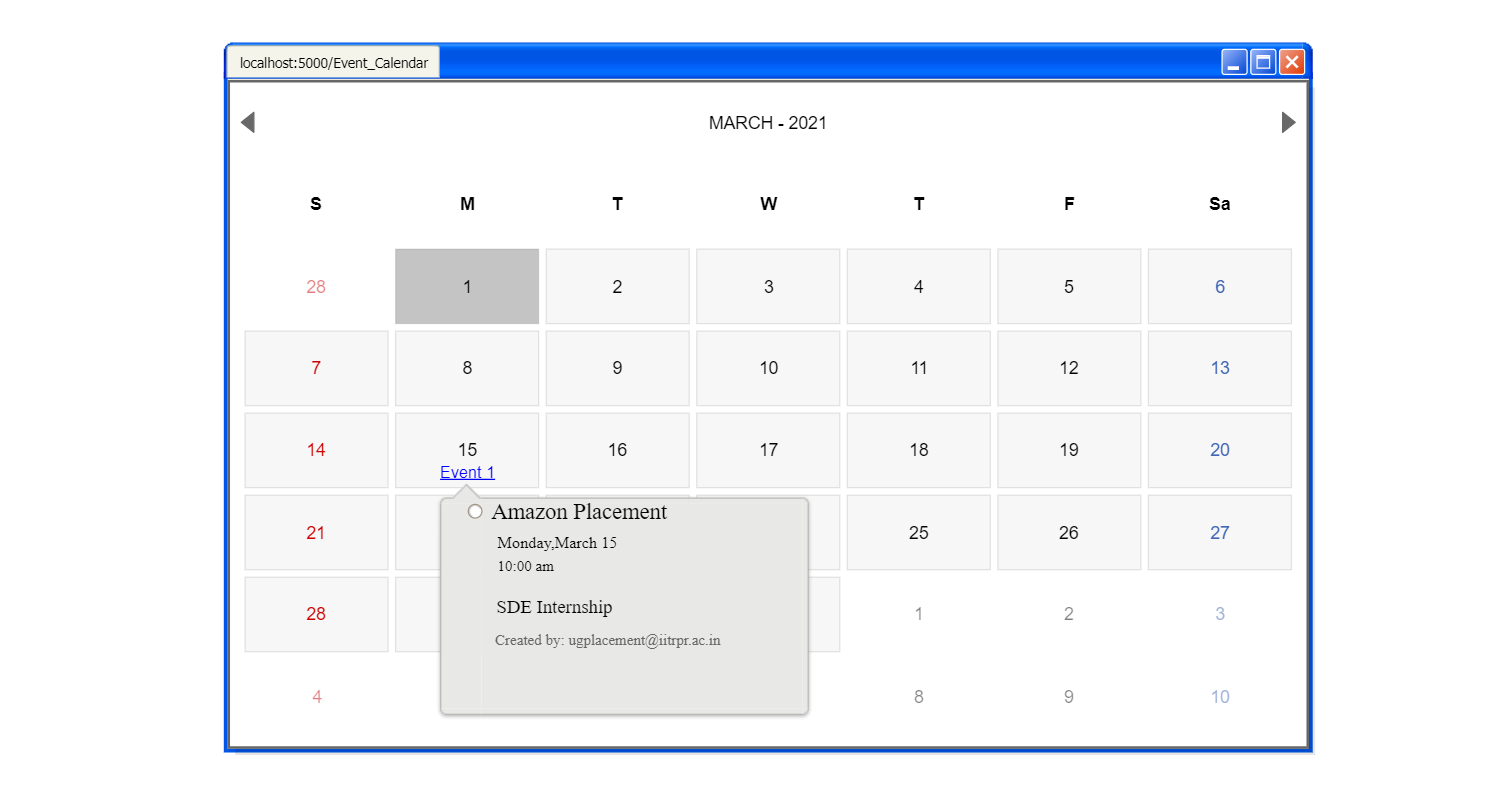 localhost:5000/Event_Calendar
MARCH - 2021
S M T W T F Sa
28 1 2 3 4 5 6
7 8 9 10 11 12 13
14 15 16 17 18 19 20
Event 1
21 25 26 27
Amazon Placement
Monday,March 15
10:00 am
SDE Internship
Created by: ugplacement@iitrpr.ac.in
28 1 2 3
4 8 9 10